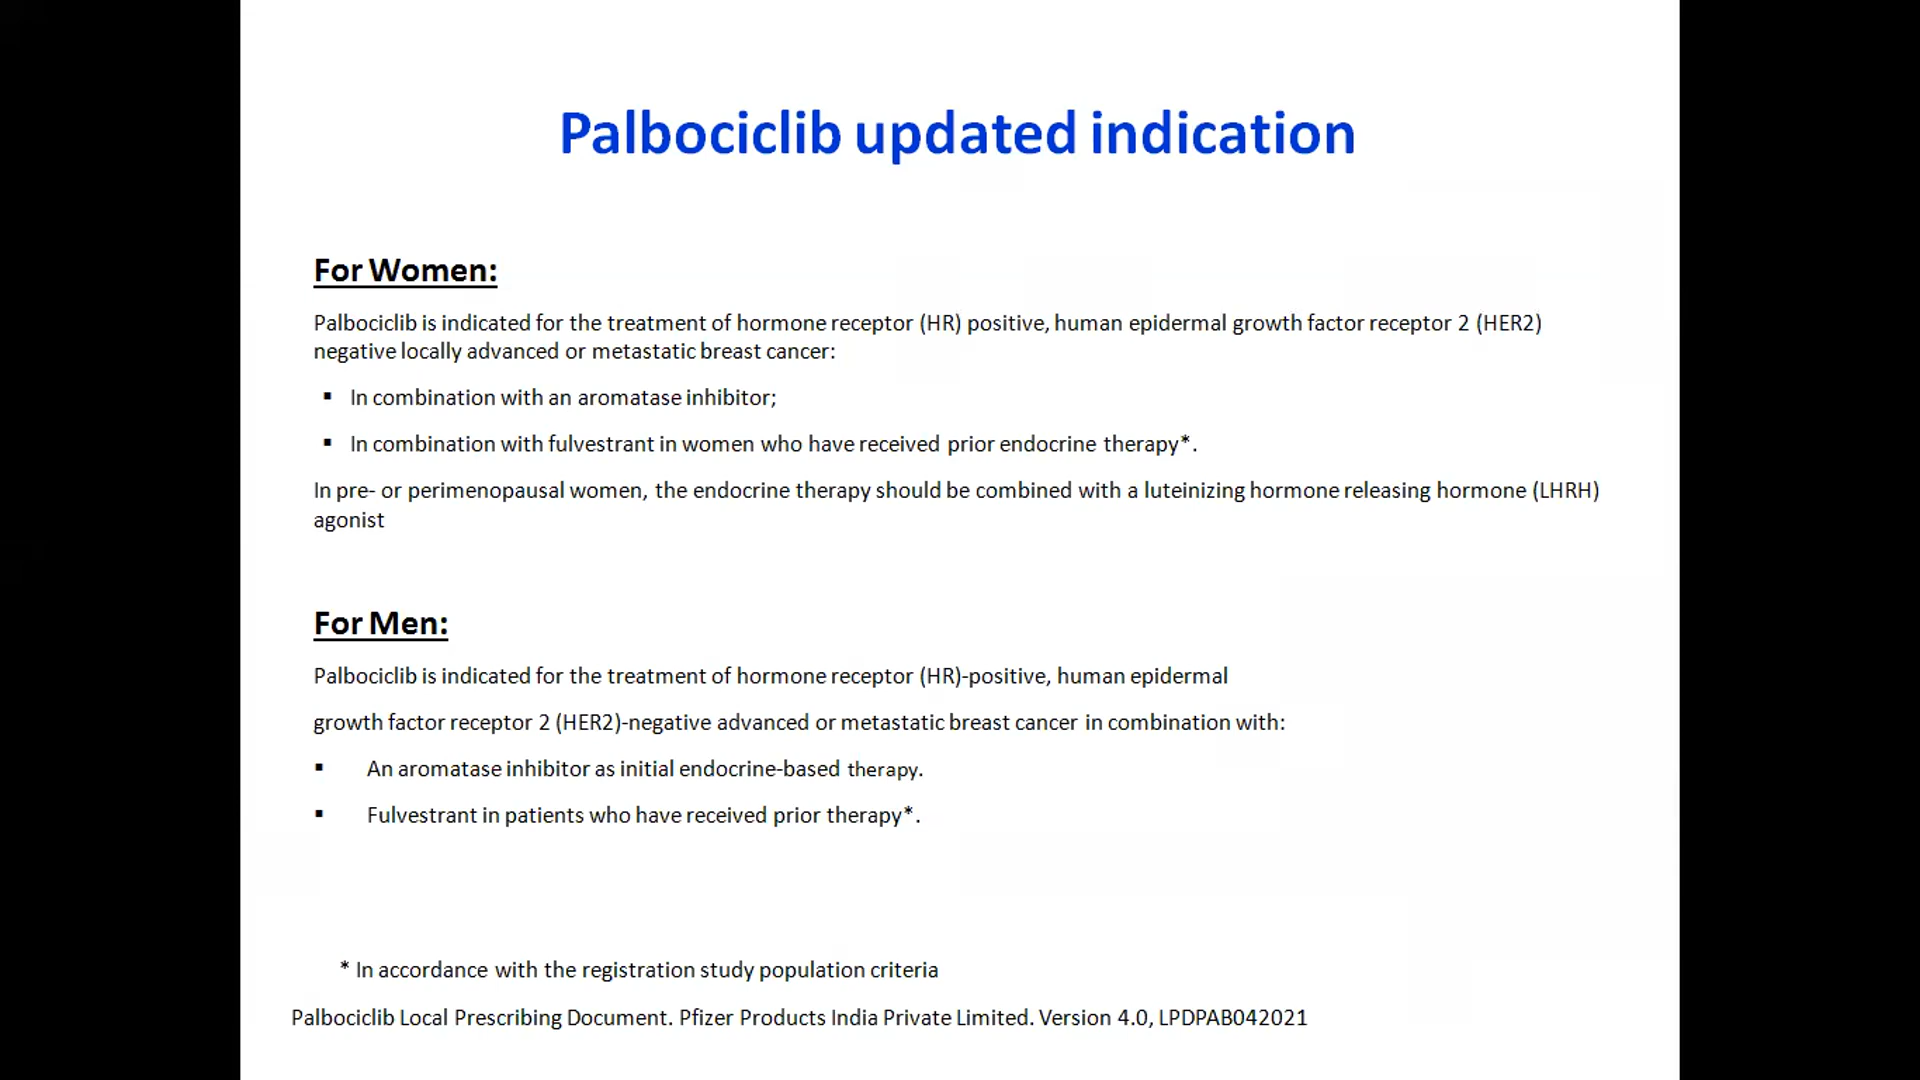 Palbociclib updated indication
For Women:
Palbociclib is indicated for the treatment of hormone receptor (HR) positive, human epidermal growth factor receptor 2 (HER2)
negative locally advanced or metastatic breast cancer:
▪ In combination with an aromatase inhibitor;
▪ In combination with fulvestrant in women who have received prior endocrine therapy*.
In pre- or perimenopausal women, the endocrine therapy should be combined with a luteinizing hormone releasing hormone (LHRH)
agonist
For Men:
Palbociclib is indicated for the treatment of hormone receptor (HR)-positive, human epidermal
growth factor receptor 2 (HER2)-negative advanced or metastatic breast cancer in combination with:
▪ An aromatase inhibitor as initial endocrine-based therapy.
▪ Fulvestrant in patients who have received prior therapy*.
* In accordance with the registration study population criteria
Palbociclib Local Prescribing Document. Pfizer Products India Private Limited. Version 4.0, LPDPAB042021